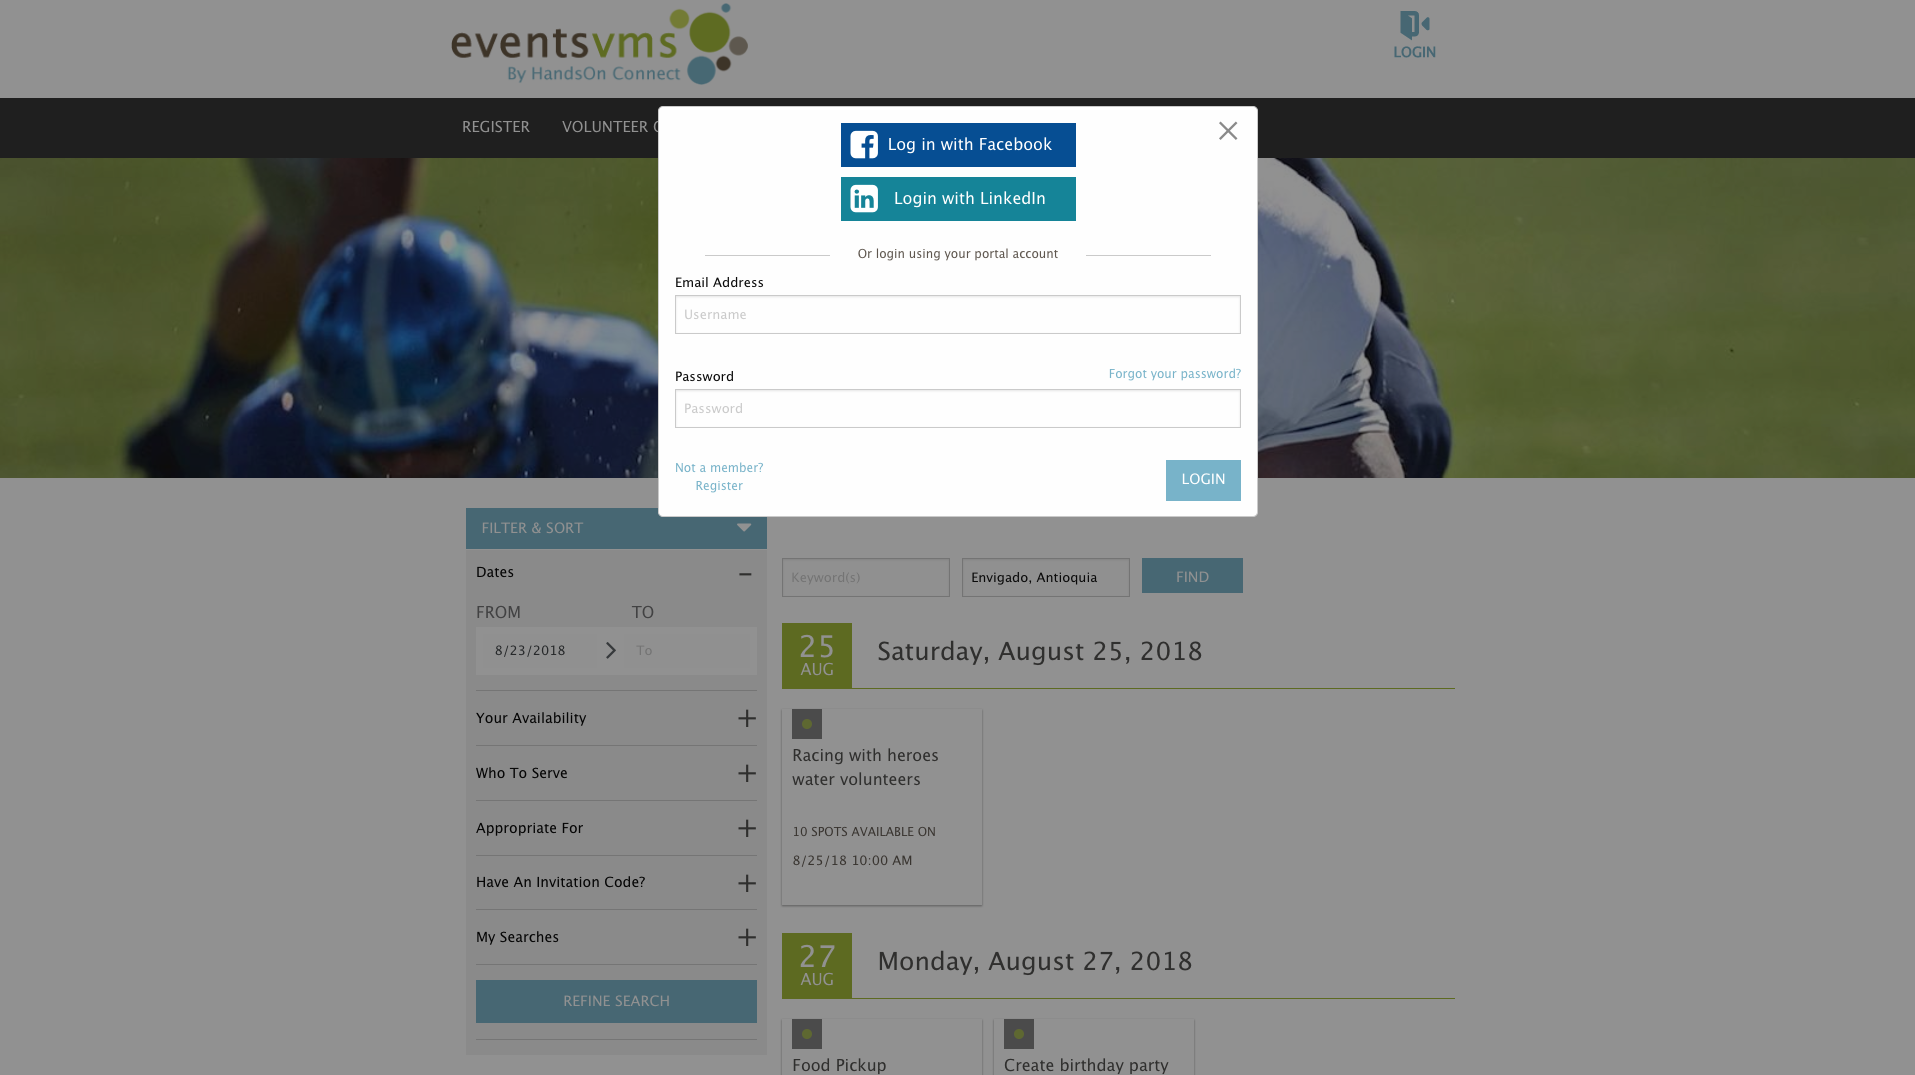 eventsvms
By HandsOn Connect
LOGIN
REGISTER
VOLUNTEER
Log in with Facebook
Login with LinkedIn
Or login using your portal account
Email Address
Username
Password
Forgot your password?
Password
Not a member?
Register
LOGIN
FILTER & SORT
Dates
FROM TO
8/23/2018 To
Your Availability
Who To Serve
Appropriate For
Have An Invitation Code?
My Searches
REFINE SEARCH
Keyword(s) Envigado, Antioquia FIND
25
AUG
Saturday, August 25, 2018
Racing with heroes
water volunteers
10 SPOTS AVAILABLE ON
8/25/18 10:00 AM
27
AUG
Monday, August 27, 2018
Food Pickup
Create birthday party